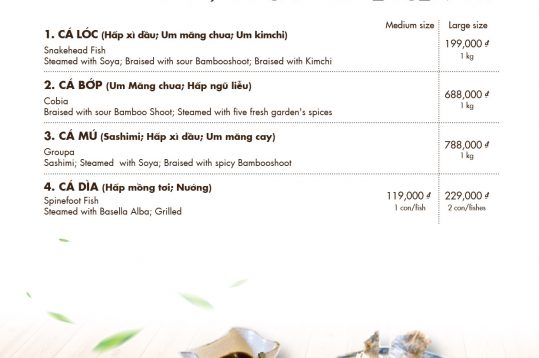 Medium size Large size
1. CÁ LÓC (Hấp xì dầu; Um măng chua; Um kimchi)
199,000 ₫
Snakehead Fish
1 kg
Steamed with Soya; Braised with sour Bambooshoot; Braised with Kimchi
2. CÁ BỚP (Um Măng chua; Hấp ngũ liễu)
688,000 ₫
Cobia
1 kg
Braised with sour Bamboo Shoot; Steamed with five fresh garden's spices
3. CÁ MÚ (Sashimi; Hấp xì dầu; Um măng cay)
788,000 ₫
Groupa
1 kg
Sashimi; Steamed with Soya; Braised with spicy Bambooshoot
4. CÁ DÌA (Hấp mồng tơi; Nướng)
119,000 ₫ 229,000 ₫
Spinefoot Fish
1 con/fish 2 con/fishes
Steamed with Basella Alba; Grilled